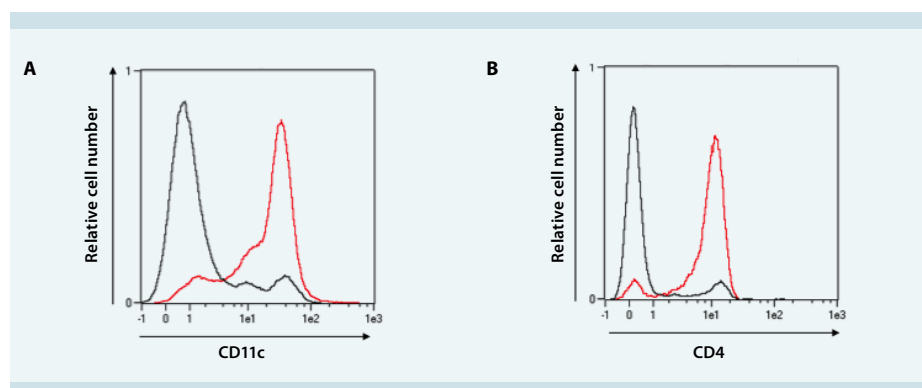 A
1
Relative cell number
0
-1 0 1 1e1 1e2 1e3
CD11c
B
1
Relative cell number
0
-1 0 1 1e1 1e2 1e3
CD4